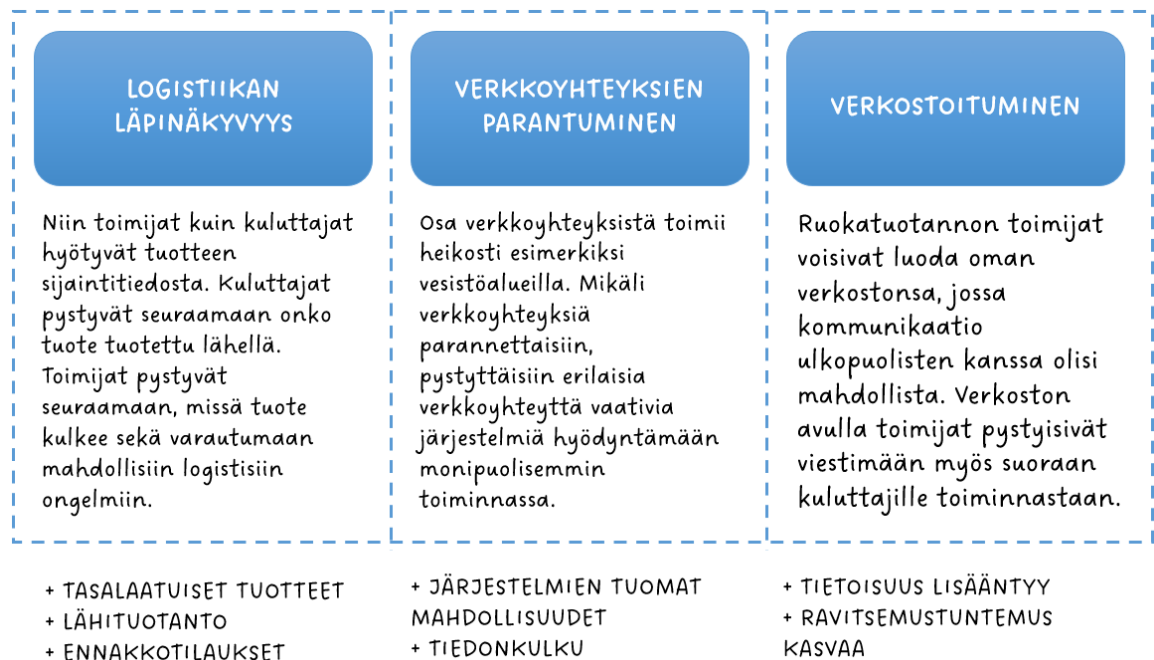 LOGISTIIKAN
LÄPINÄKYVYYS
Niin toimijat kuin kuluttajat
hyötyvät tuotteen
sijaintitiedosta. Kuluttajat
pystyvät seuraamaan onko
tuote tuotettu lähellä.
Toimijat pystyvät
seuraamaan, missä tuote
kulkee sekä varautumaan
mahdollisiin logistisiin
ongelmiin.
+ TASALAATUISET TUOTTEET
+ LÄHITUOTANTO
+ ENNAKKOTILAUKSET
VERKKOYHTEYKSIEN
PARANTUMINEN
Osa verkkoyhteyksistä toimii
heikosti esimerkiksi
vesistöalueilla. Mikäli
verkkoyhteyksiä
parannettaisiin,
pystyttäisiin erilaisia
verkkoyhteyttä vaativia
järjestelmiä hyödyntämään
monipuolisemmin
toiminnassa.
+ JÄRJESTELMIEN TUOMAT
MAHDOLLISUUDET
+ TIEDONKULKU
VERKOSTOITUMINEN
Ruokatuotannon toimijat
voisivat luoda oman
verkostonsa, jossa
kommunikaatio
ulkopuolisten kanssa olisi
mahdollista. Verkoston
avulla toimijat pystyisivät
viestimään myös suoraan
kuluttajille toiminnastaan.
+ TIETOISUUS LISÄÄNTYY
+ RAVITSEMUSTUNTEMUS
KASVAA